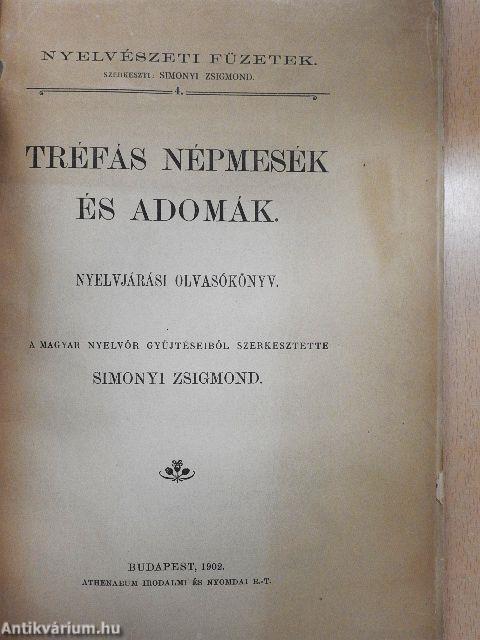 NYELVÉSZETI FÜZETEK.
SZERKESZTI: SIMONYI ZSIGMOND.
4.
TRÉFÁS NÉPMESÉK
ÉS ADOMÁK.
NYELVJÁRÁSI OLVASÓKÖNYV.
A MAGYAR NYELVŐR GYŰJTÉSEIBŐL SZERKESZTETTE
SIMONYI ZSIGMOND.
BUDAPEST, 1902.
ATHENAEUM IRODALMI ÉS NYOMDAI R.-T.
Antikvárium.hu